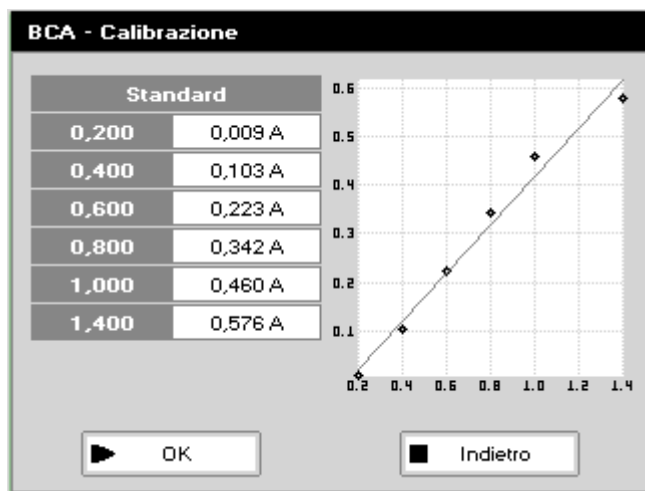 BCA - Calibrazione
Standard
0,200 0,009 A
0,400 0,103 A
0,600 0,223 A
0,800 0,342 A
1,000 0,460 A
1,400 0,576 A
0.6
0.5
0.4
0.3
0.2
0.1
0.2 0.4 0.6 0.8 1.0 1.2 1.4
OK
Indietro